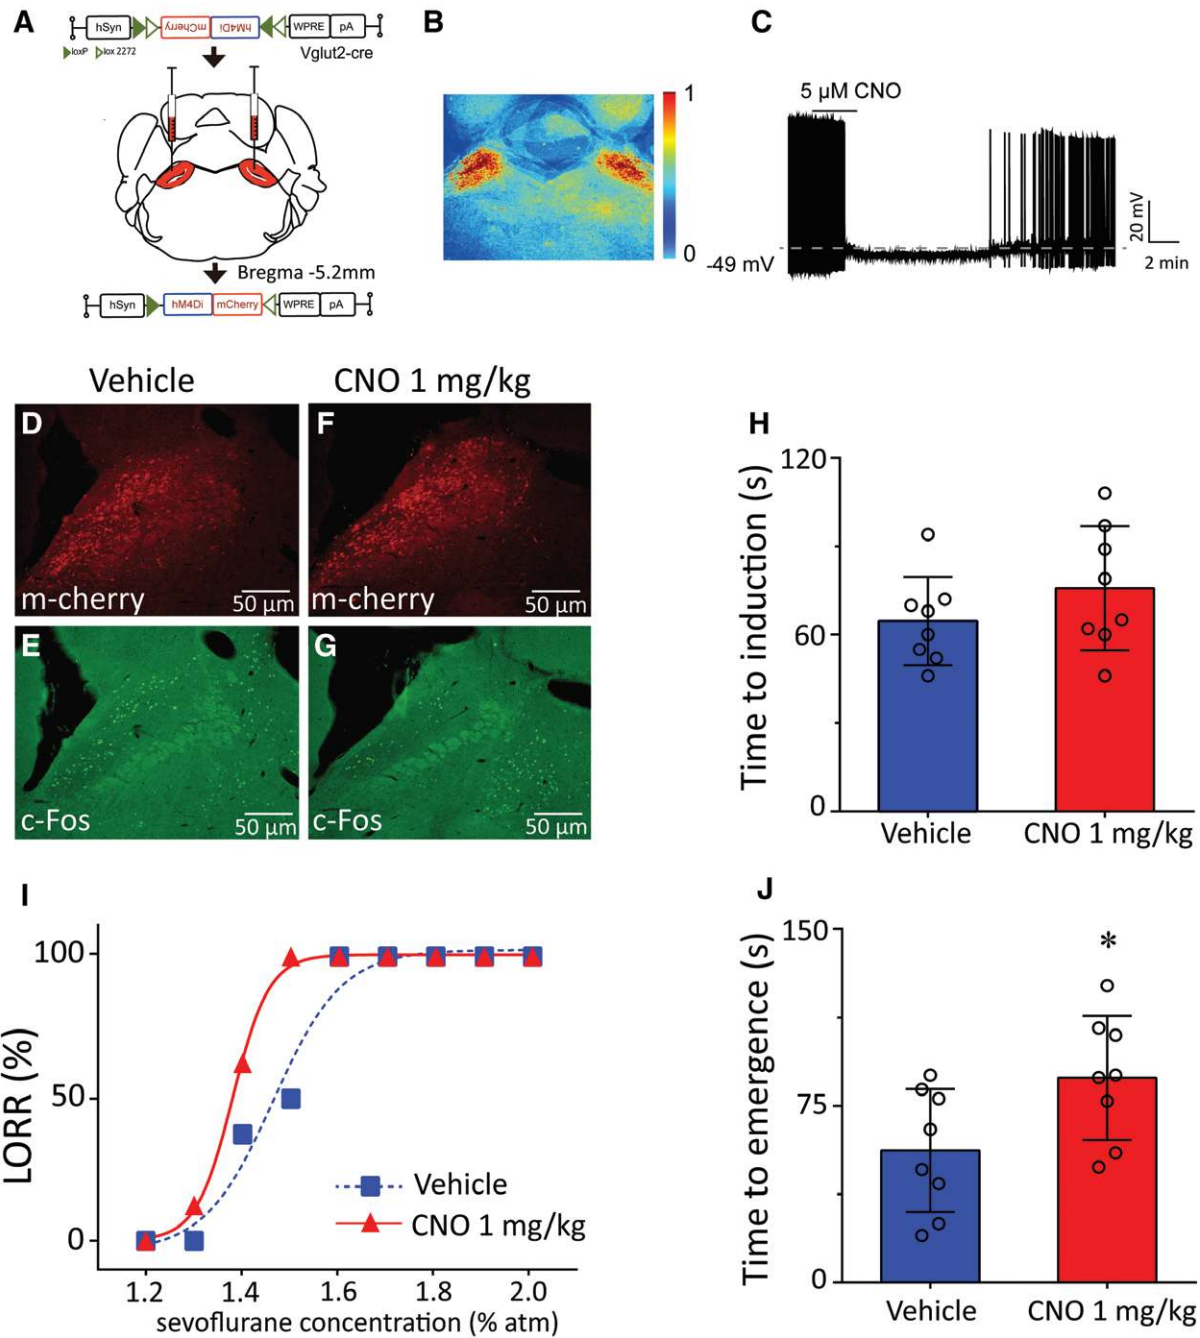 A
hSyn mCherry hM4Di WPRE pA
loxP lox 2272
Vglut2-cre
Bregma -5.2mm
hSyn hM4Di mCherry WPRE pA
B
1
0
C
5 µM CNO
-49 mV
20 mV
2 min
Vehicle CNO 1 mg/kg
D
m-cherry
50 µm
F
m-cherry
50 µm
E
c-Fos
50 µm
G
c-Fos
50 µm
H
Time to induction (s)
120
60
0
Vehicle CNO 1 mg/kg
I
LORR (%)
100
50
0
Vehicle
CNO 1 mg/kg
1.2 1.4 1.6 1.8 2.0
sevoflurane concentration (% atm)
J
Time to emergence (s)
150
*
75
0
Vehicle CNO 1 mg/kg